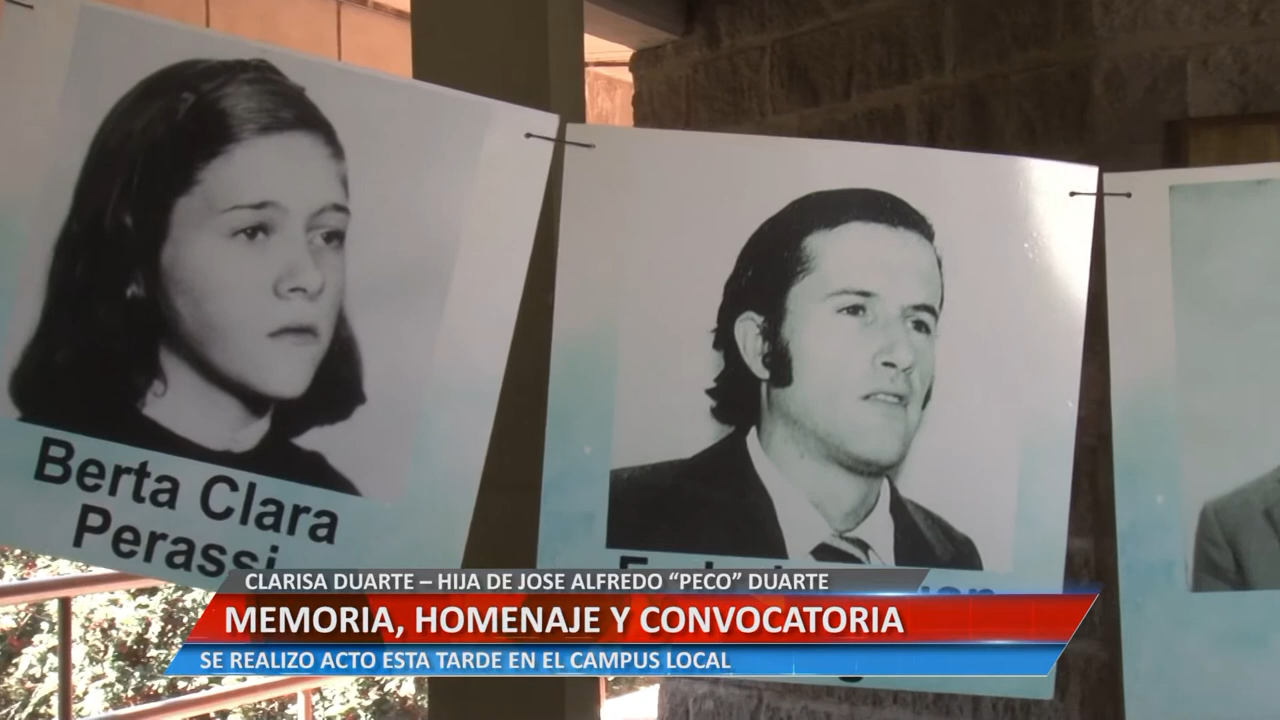 Berta Clara
Perassi
CLARISA DUARTE – HIJA DE JOSE ALFREDO “PECO” DUARTE
MEMORIA, HOMENAJE Y CONVOCATORIA
SE REALIZO ACTO ESTA TARDE EN EL CAMPUS LOCAL